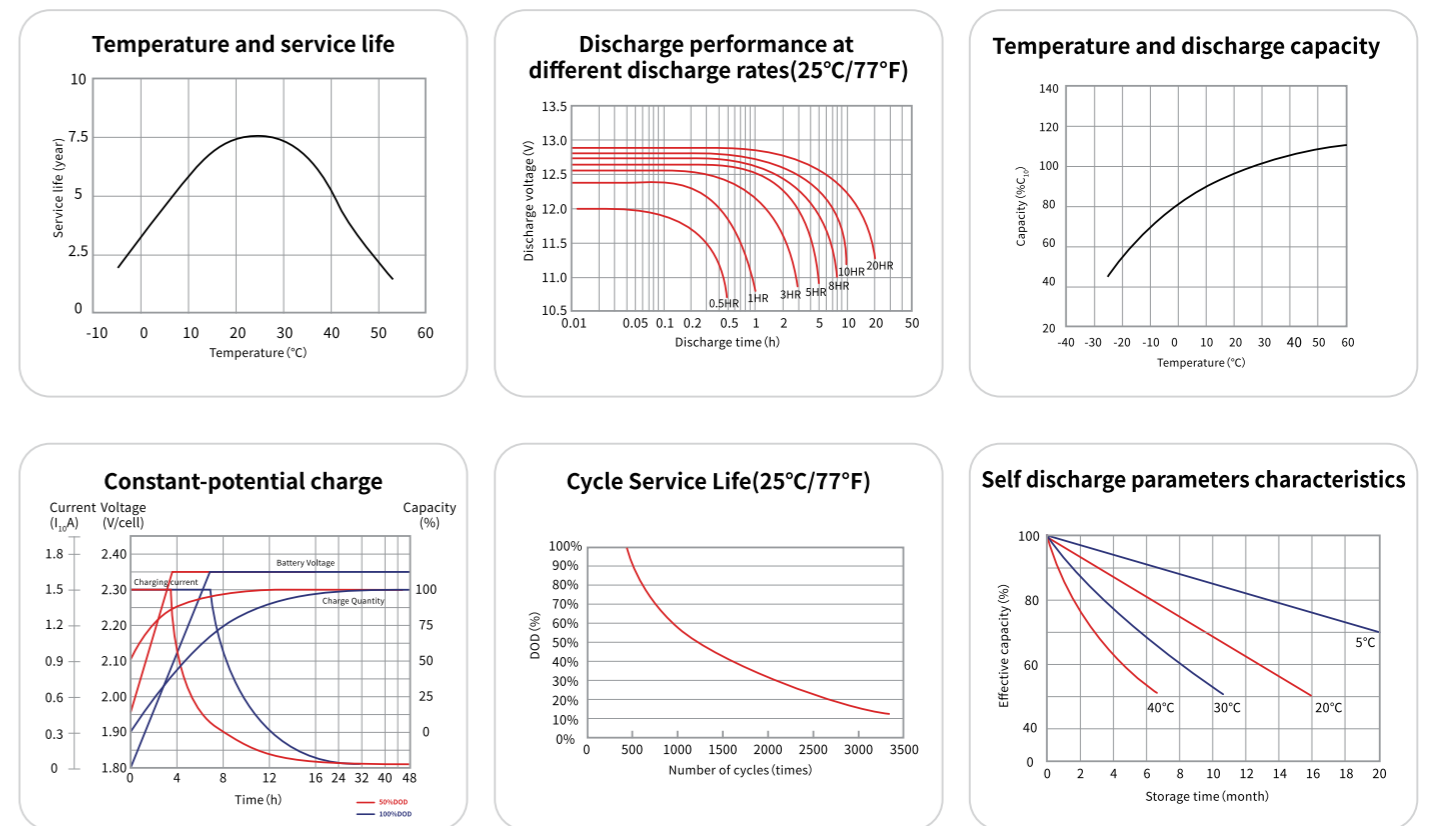 Temperature and service life
10
7.5
5
2.5
0
Service life (year)
-10 0 10 20 30 40 50 60
Temperature (℃)
Discharge performance at
different discharge rates(25℃/77°F)
13.5
13.0
12.5
12.0
11.5
11.0
10.5
Discharge voltage (V)
0.5HR 1HR 3HR 5HR 8HR 10HR 20HR
0.01 0.05 0.1 0.2 0.5 1 2 5 10 20 50
Discharge time (h)
Temperature and discharge capacity
140
120
100
80
60
40
20
Capacity (%C10)
-40 -30 -20 -10 0 10 20 30 40 50 60
Temperature (℃)
Constant-potential charge
Current Voltage Capacity
(I10A) (V/cell) (%)
1.8 2.40
1.5 2.30 100
1.2 2.20 75
0.9 2.10 50
0.6 2.00 25
0.3 1.90 0
0 1.80
Battery Voltage
Charging current
Charge Quantity
0 4 8 12 16 24 32 40 48
Time (h)
50%DOD
100%DOD
Cycle Service Life(25℃/77°F)
100%
90%
80%
70%
60%
50%
40%
30%
20%
10%
0%
DOD (%)
0 500 1000 1500 2000 2500 3000 3500
Number of cycles (times)
Self discharge parameters characteristics
100
80
60
40
0
Effective capacity (%)
5℃
40℃ 30℃ 20℃
0 2 4 6 8 10 12 14 16 18 20
Storage time (month)